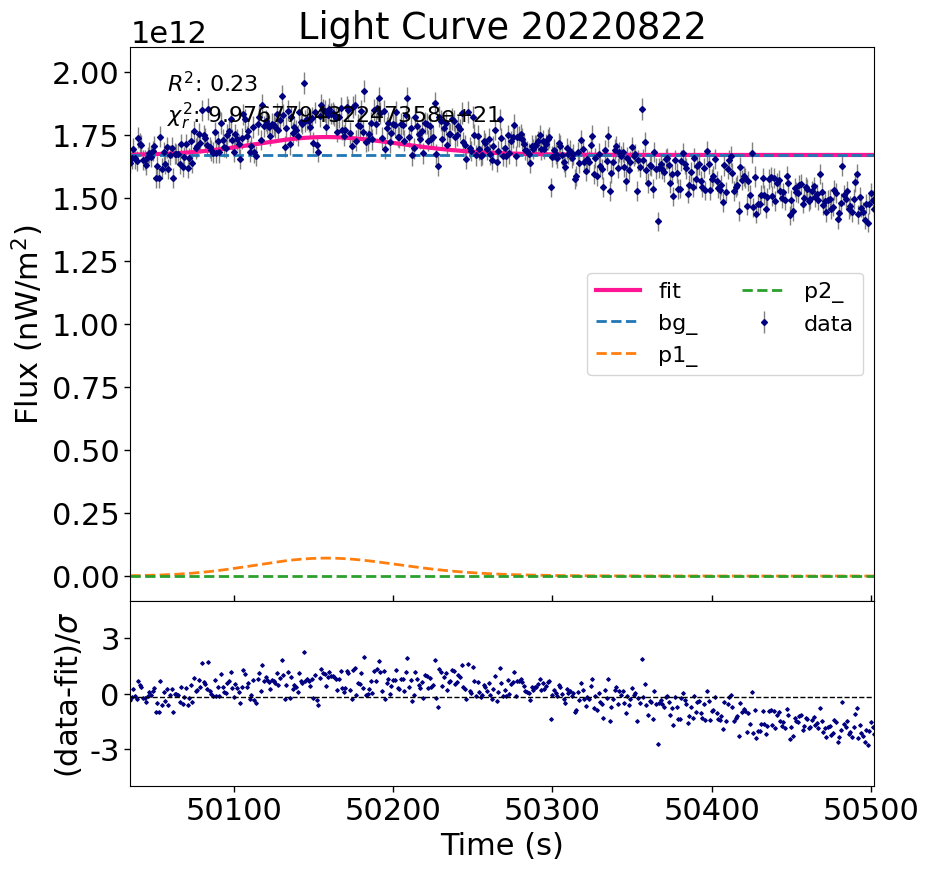 Light Curve 20220822
1e12
R²: 0.23
χ²ᵣ:
2.00
1.75
1.50
1.25
1.00
0.75
0.50
0.25
0.00
Flux (nW/m²)
fit
bg_
p1_
p2_
data
3
0
-3
(data-fit)/σ
50100 50200 50300 50400 50500
Time (s)